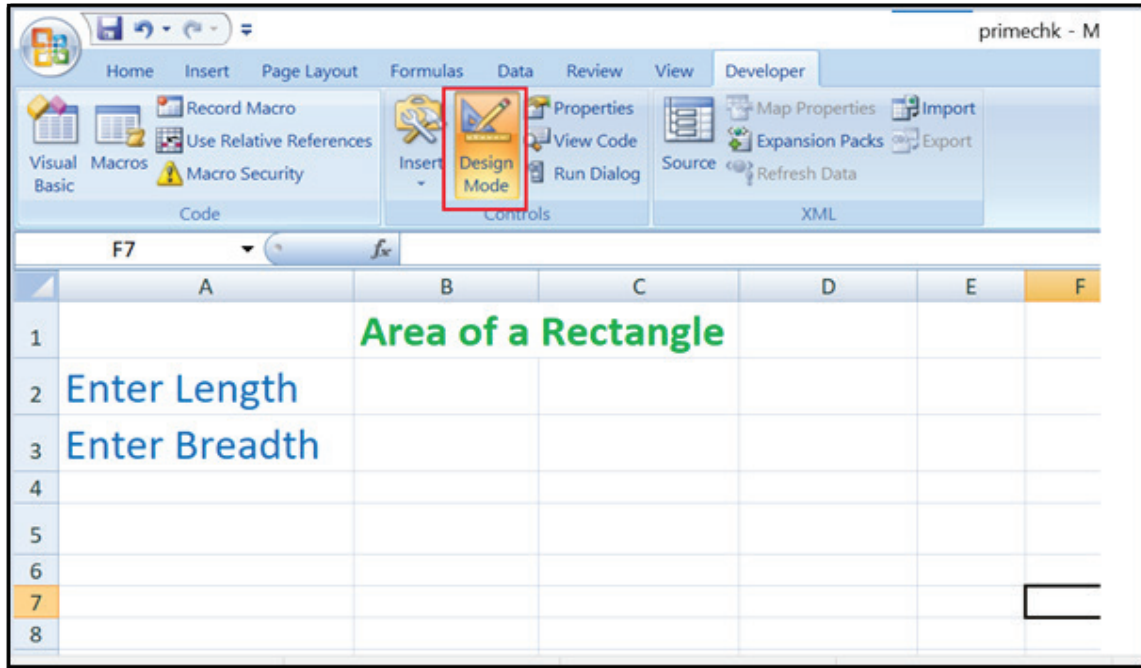 primechk - M
Home Insert Page Layout Formulas Data Review View Developer
Visual Basic
Macros
Record Macro
Use Relative References
Macro Security
Code
Insert
Design Mode
Properties
View Code
Run Dialog
Controls
Source
Map Properties
Expansion Packs
Refresh Data
Import
Export
XML
F7 fx
A B C D E F
1 Area of a Rectangle
2 Enter Length
3 Enter Breadth
4
5
6
7
8